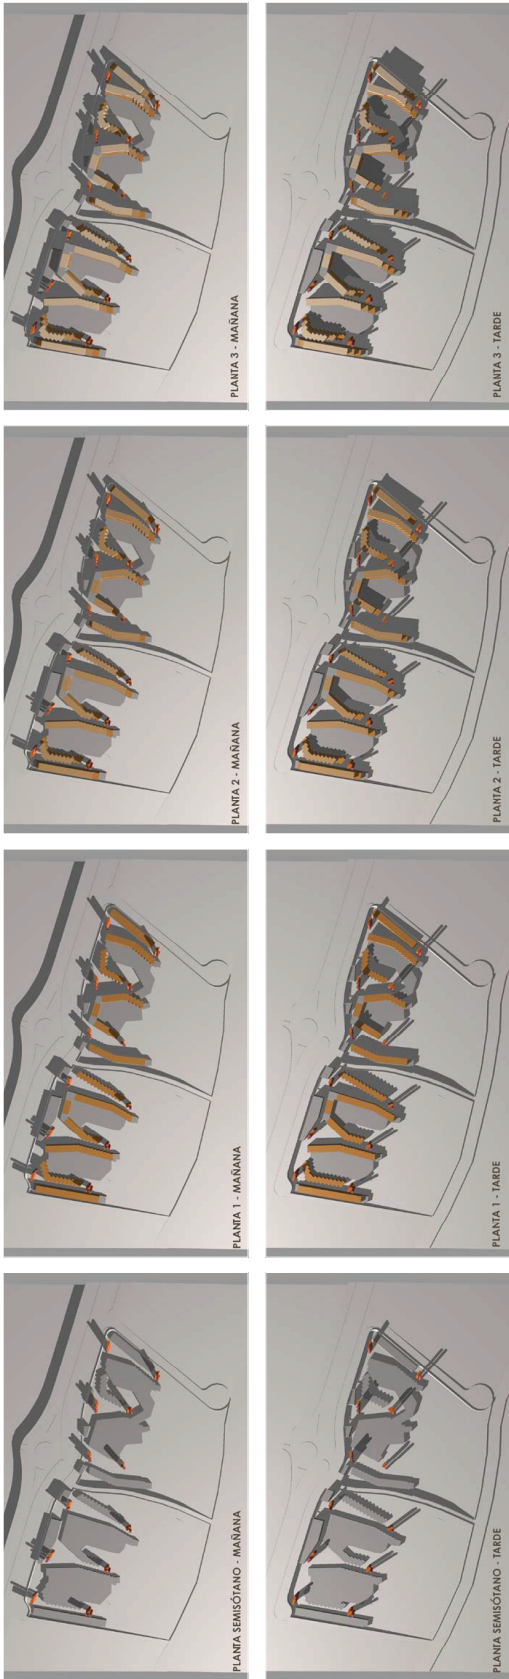 PLANTA SEMISÓTANO - MAÑANA
PLANTA 1 - MAÑANA
PLANTA 2 - MAÑANA
PLANTA 3 - MAÑANA
PLANTA SEMISÓTANO - TARDE
PLANTA 1 - TARDE
PLANTA 2 - TARDE
PLANTA 3 - TARDE